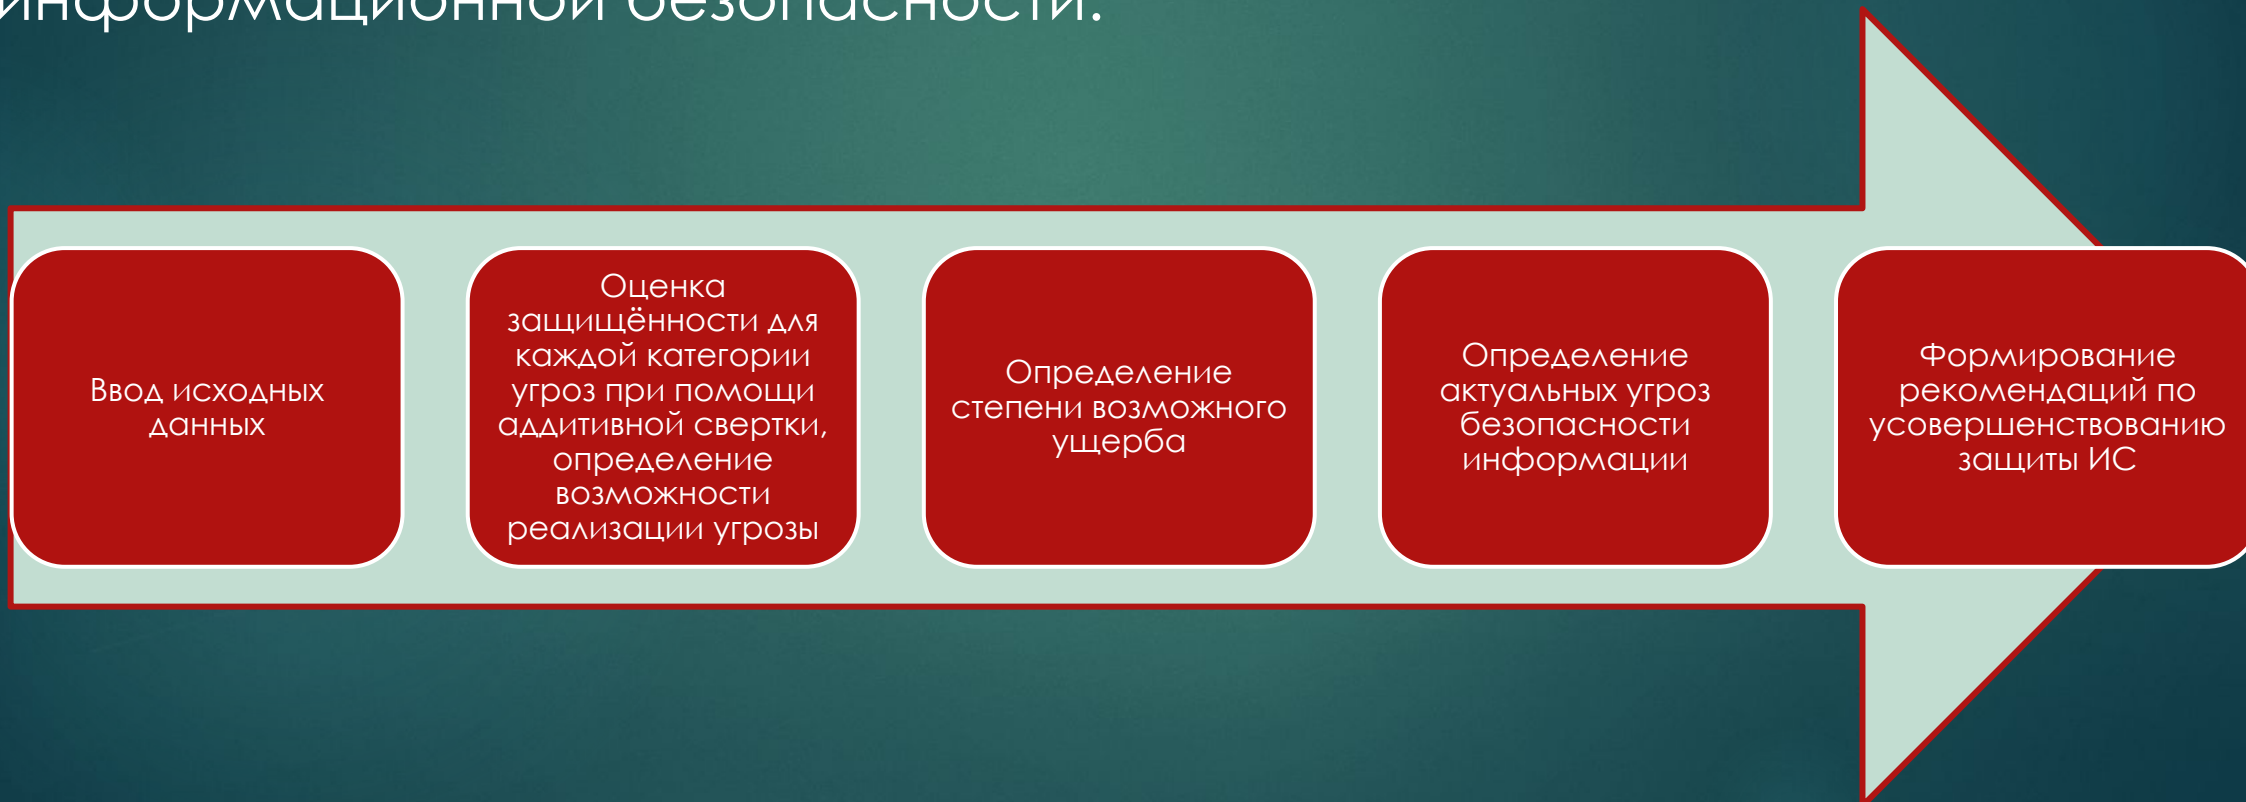 информационной безопасности.
Ввод исходных
данных
Оценка
защищённости для
каждой категории
угроз при помощи
аддитивной свертки,
определение
возможности
реализации угрозы
Определение
степени возможного
ущерба
Определение
актуальных угроз
безопасности
информации
Формирование
рекомендаций по
усовершенствованию
защиты ИС